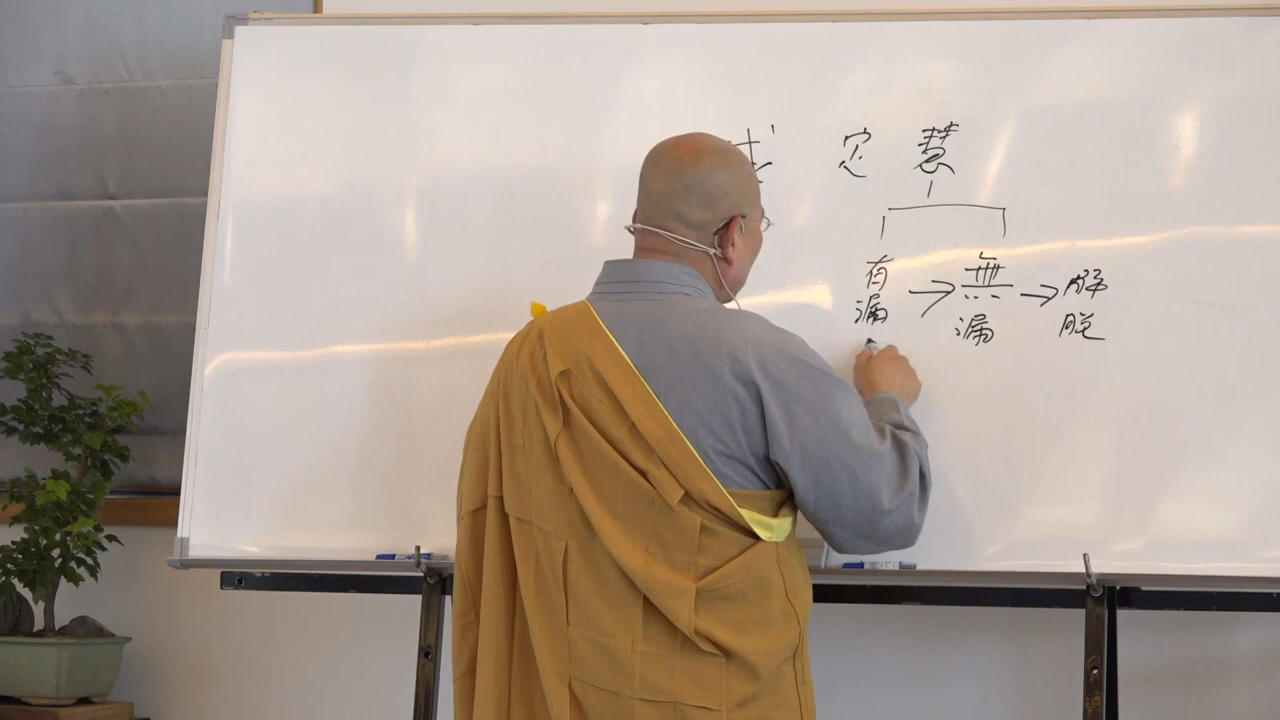 戒 定 慧
有漏 → 無漏 → 解脱